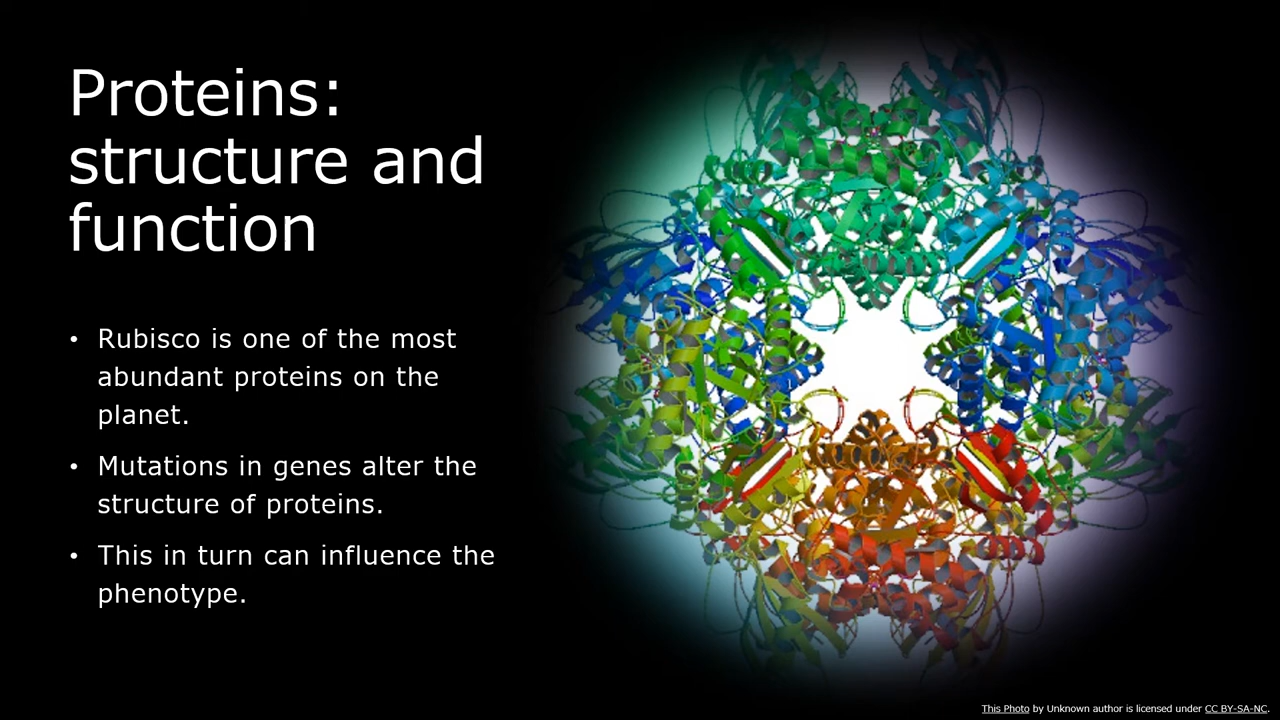 Proteins:
structure and
function
• Rubisco is one of the most
abundant proteins on the
planet.
• Mutations in genes alter the
structure of proteins.
• This in turn can influence the
phenotype.
This Photo by Unknown author is licensed under CC BY-SA-NC.